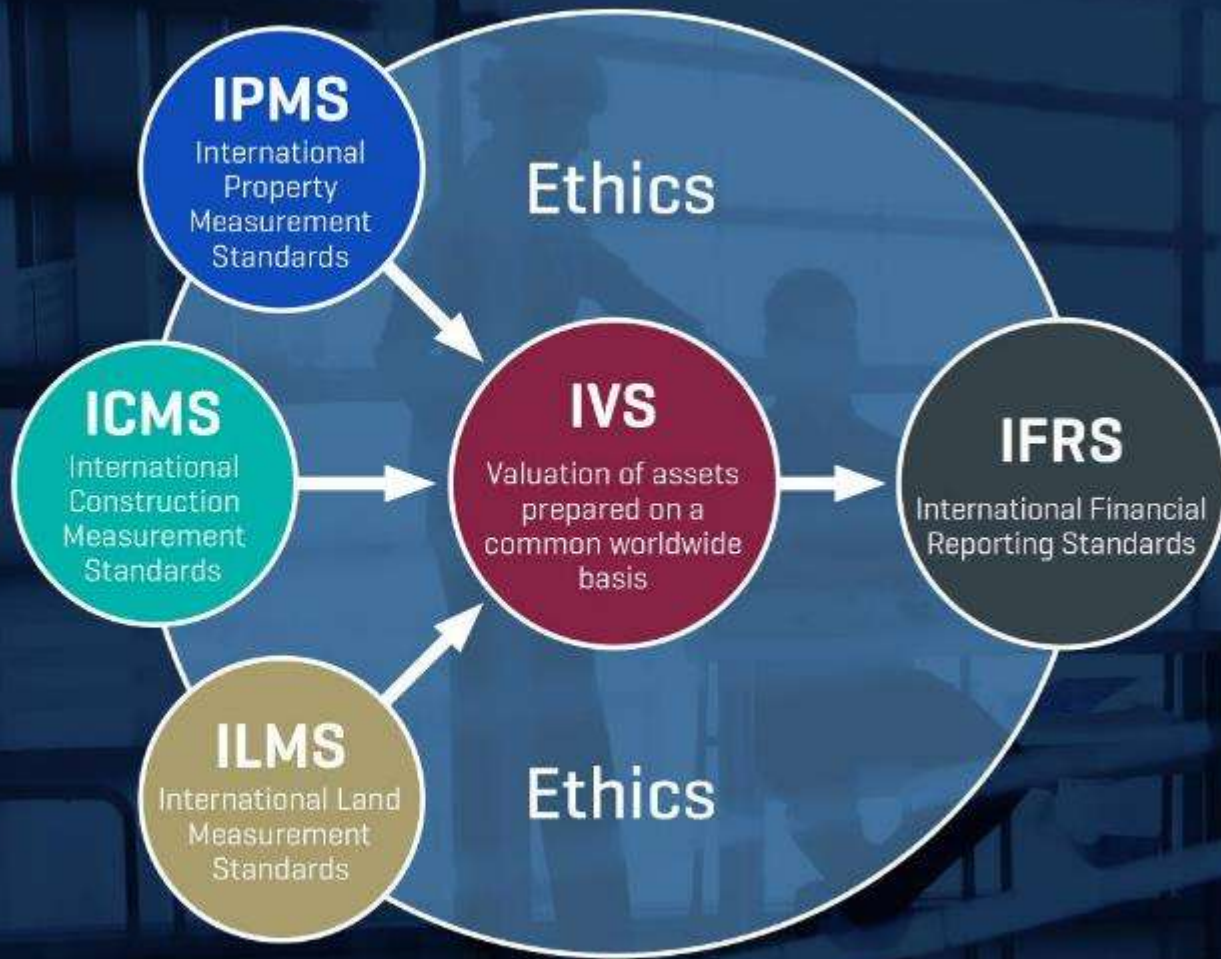 IPMS
International
Property
Measurement
Standards
Ethics
ICMS
International
Construction
Measurement
Standards
IVS
Valuation of assets
prepared on a
common worldwide
basis
IFRS
International Financial
Reporting Standards
ILMS
International Land
Measurement
Standards
Ethics